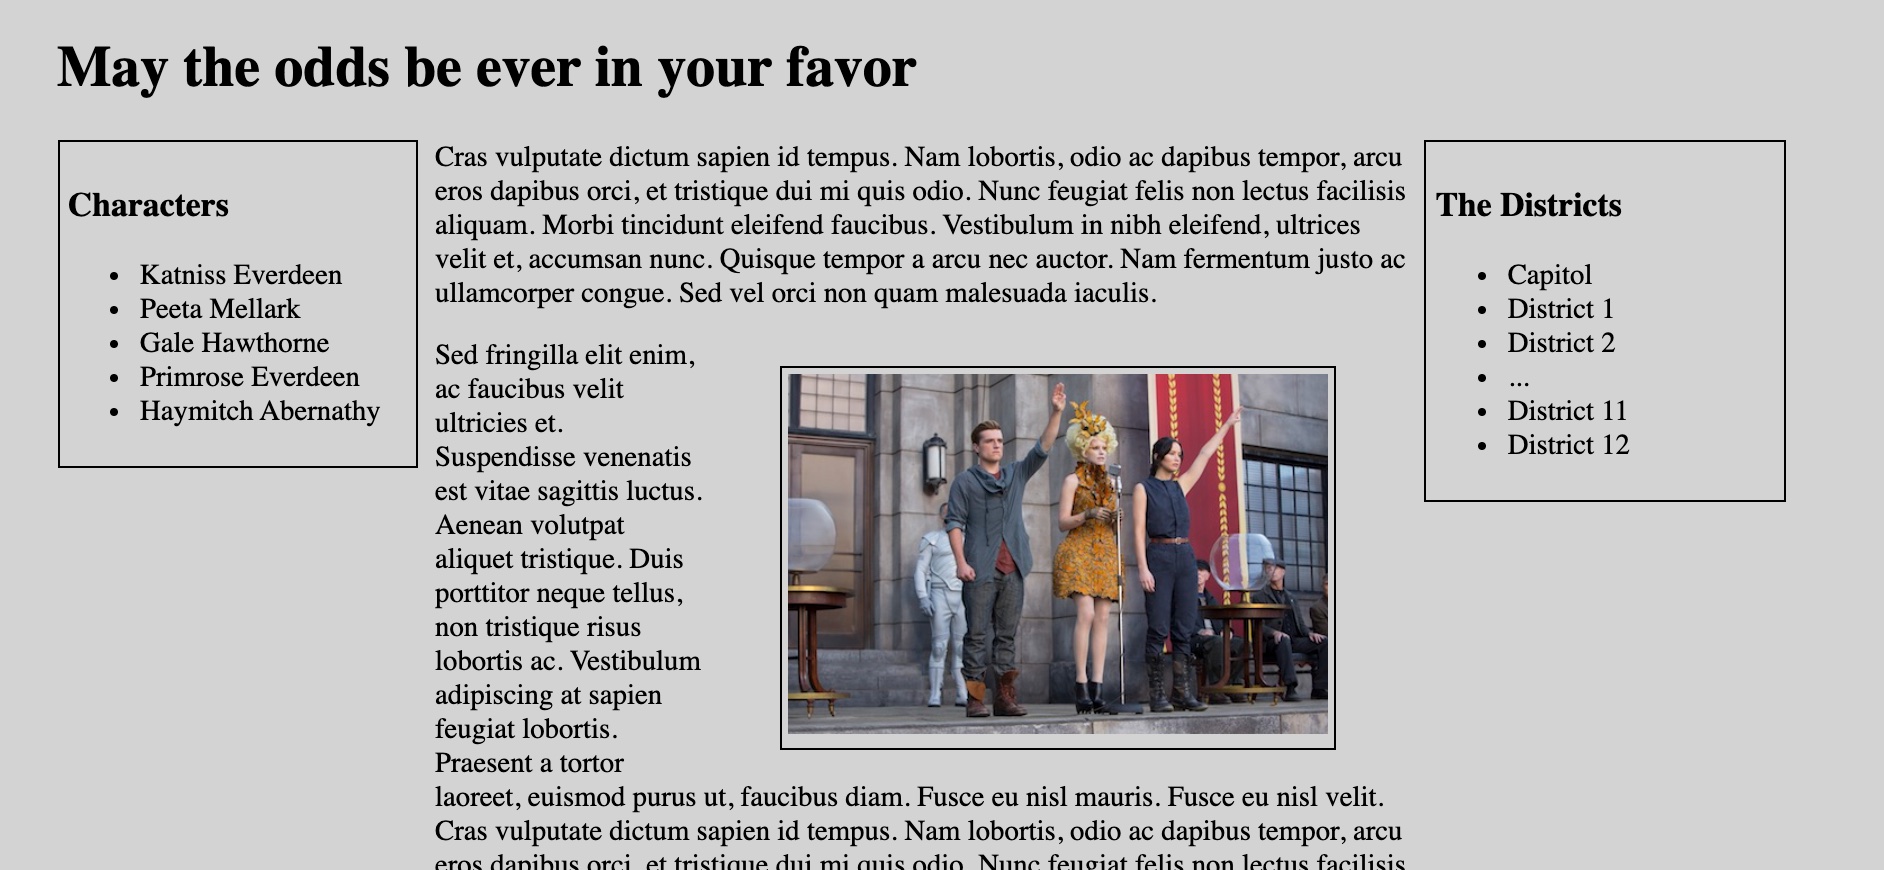 May the odds be ever in your favor
Characters
Katniss Everdeen
Peeta Mellark
Gale Hawthorne
Primrose Everdeen
Haymitch Abernathy
Cras vulputate dictum sapien id tempus. Nam lobortis, odio ac dapibus tempor, arcu
eros dapibus orci, et tristique dui mi quis odio. Nunc feugiat felis non lectus facilisis
aliquam. Morbi tincidunt eleifend faucibus. Vestibulum in nibh eleifend, ultrices
velit et, accumsan nunc. Quisque tempor a arcu nec auctor. Nam fermentum justo ac
ullamcorper congue. Sed vel orci non quam malesuada iaculis.
Sed fringilla elit enim,
ac faucibus velit
ultricies et.
Suspendisse venenatis
est vitae sagittis luctus.
Aenean volutpat
aliquet tristique. Duis
porttitor neque tellus,
non tristique risus
lobortis ac. Vestibulum
adipiscing at sapien
feugiat lobortis.
Praesent a tortor
laoreet, euismod purus ut, faucibus diam. Fusce eu nisl mauris. Fusce eu nisl velit.
Cras vulputate dictum sapien id tempus. Nam lobortis, odio ac dapibus tempor, arcu
eros dapibus orci, et tristique dui mi quis odio. Nunc feugiat felis non lectus facilisis
The Districts
Capitol
District 1
District 2
...
District 11
District 12